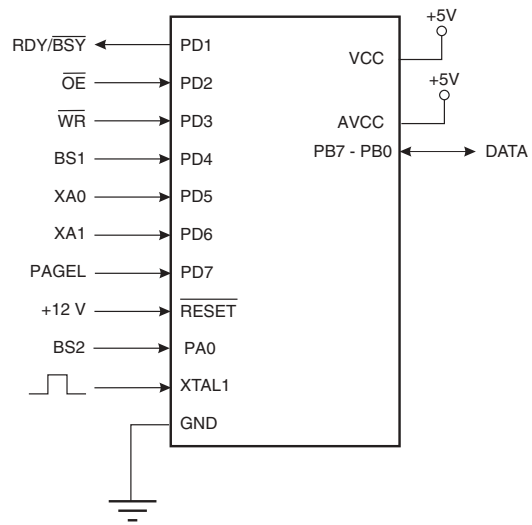 +5V
RDY/BSY PD1
VCC
OE PD2
+5V
WR PD3
AVCC
BS1 PD4
PB7 - PB0 DATA
XA0 PD5
XA1 PD6
PAGEL PD7
+12 V RESET
BS2 PA0
XTAL1
GND